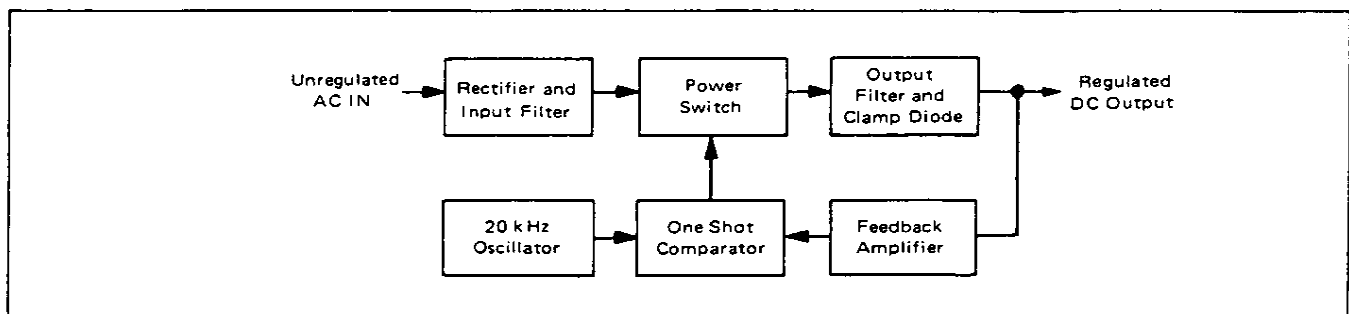 Unregulated
AC IN
Rectifier and
Input Filter
Power
Switch
Output
Filter and
Clamp Diode
Regulated
DC Output
20 kHz
Oscillator
One Shot
Comparator
Feedback
Amplifier